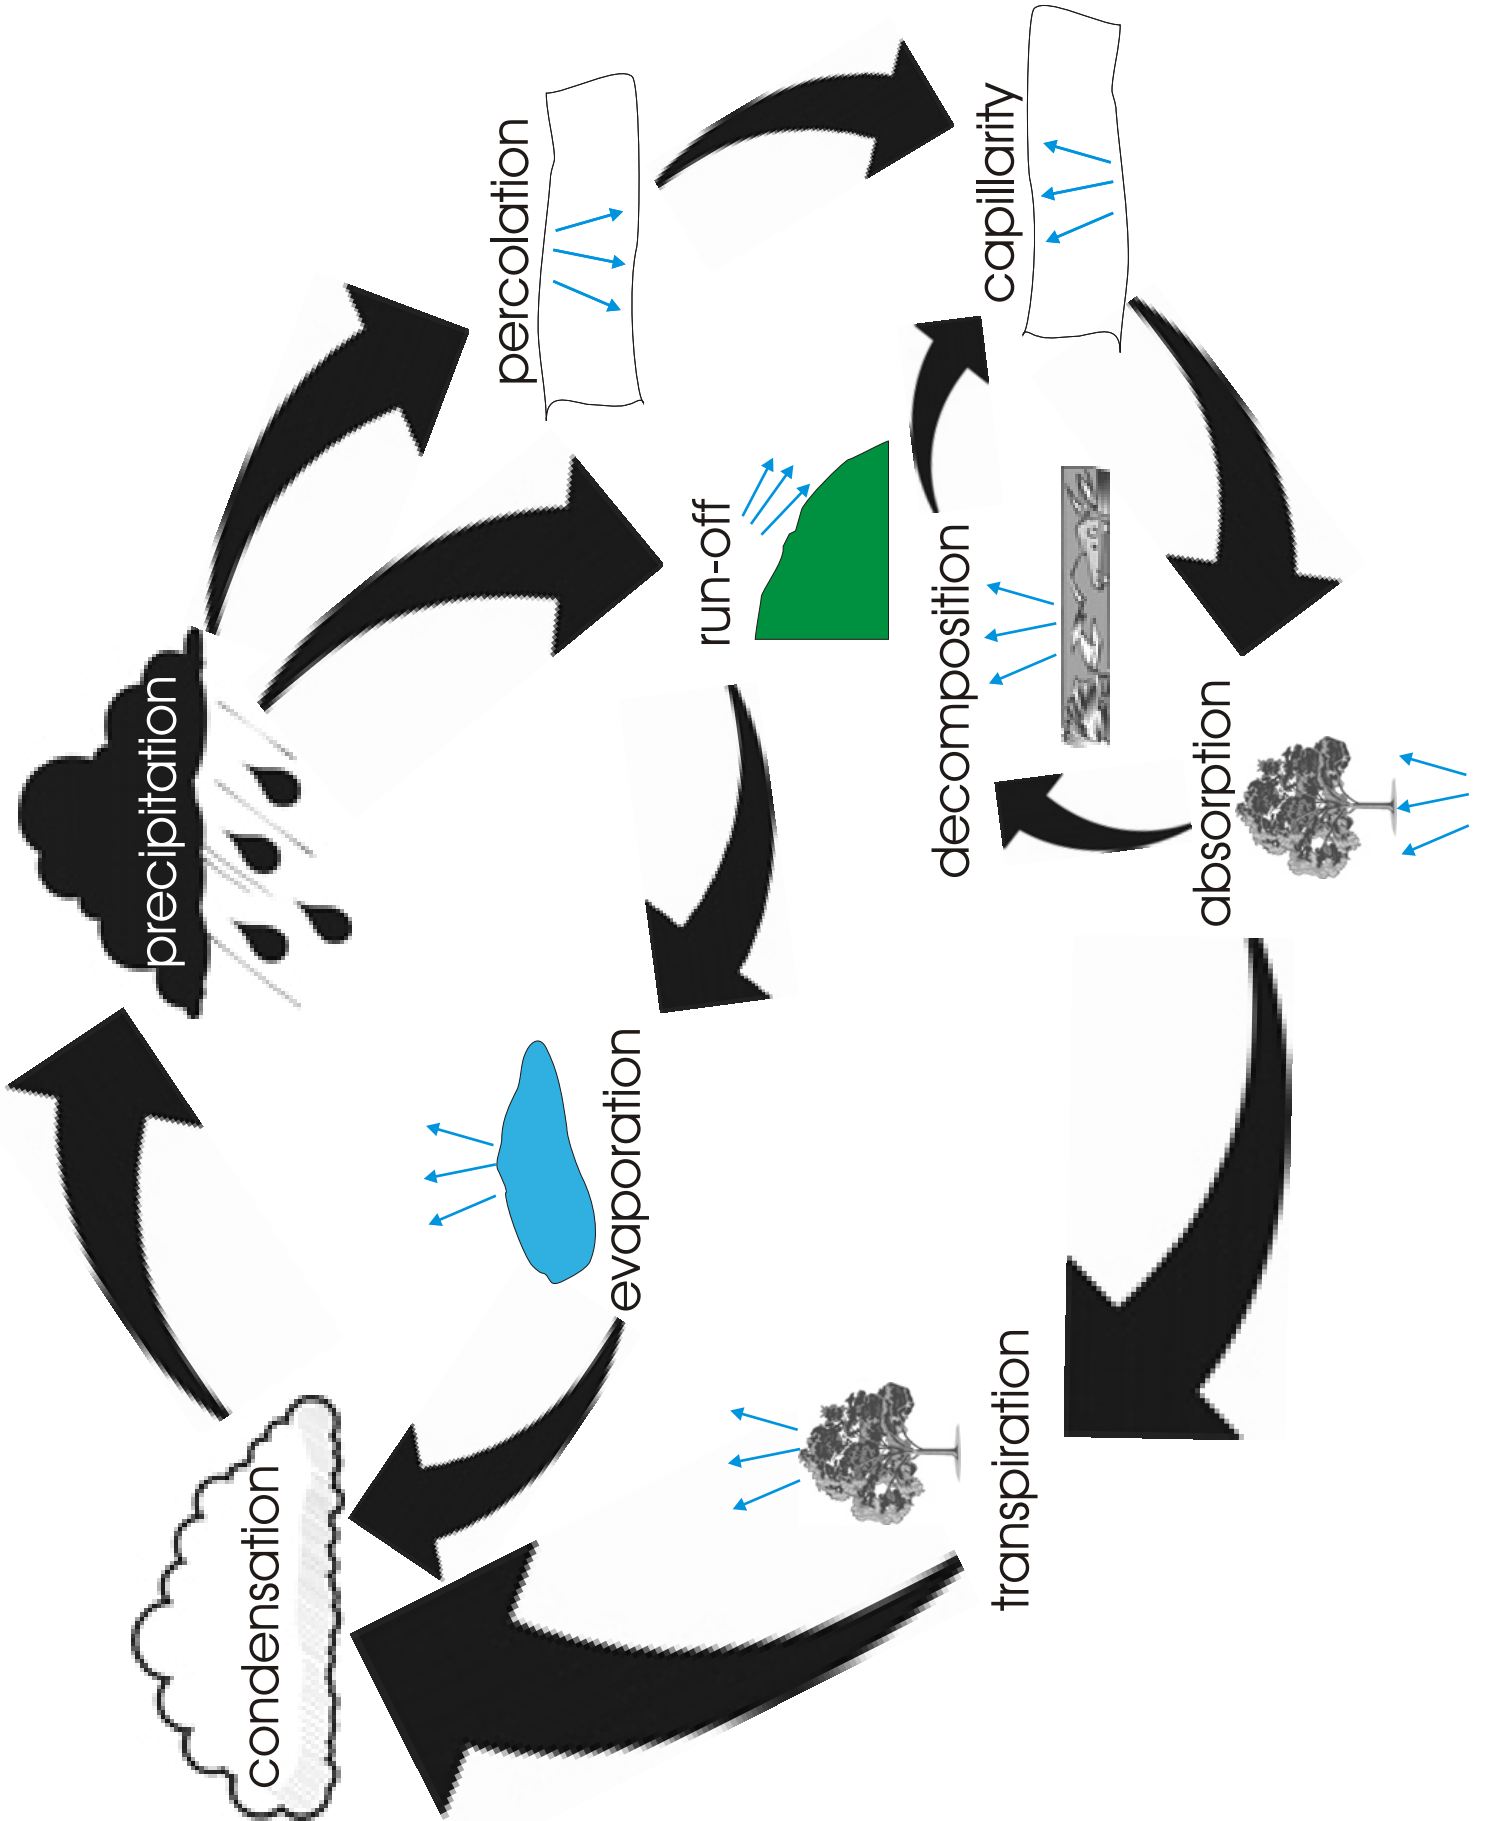 precipitation
condensation
percolation
run-off
evaporation
capillarity
decomposition
transpiration
absorption